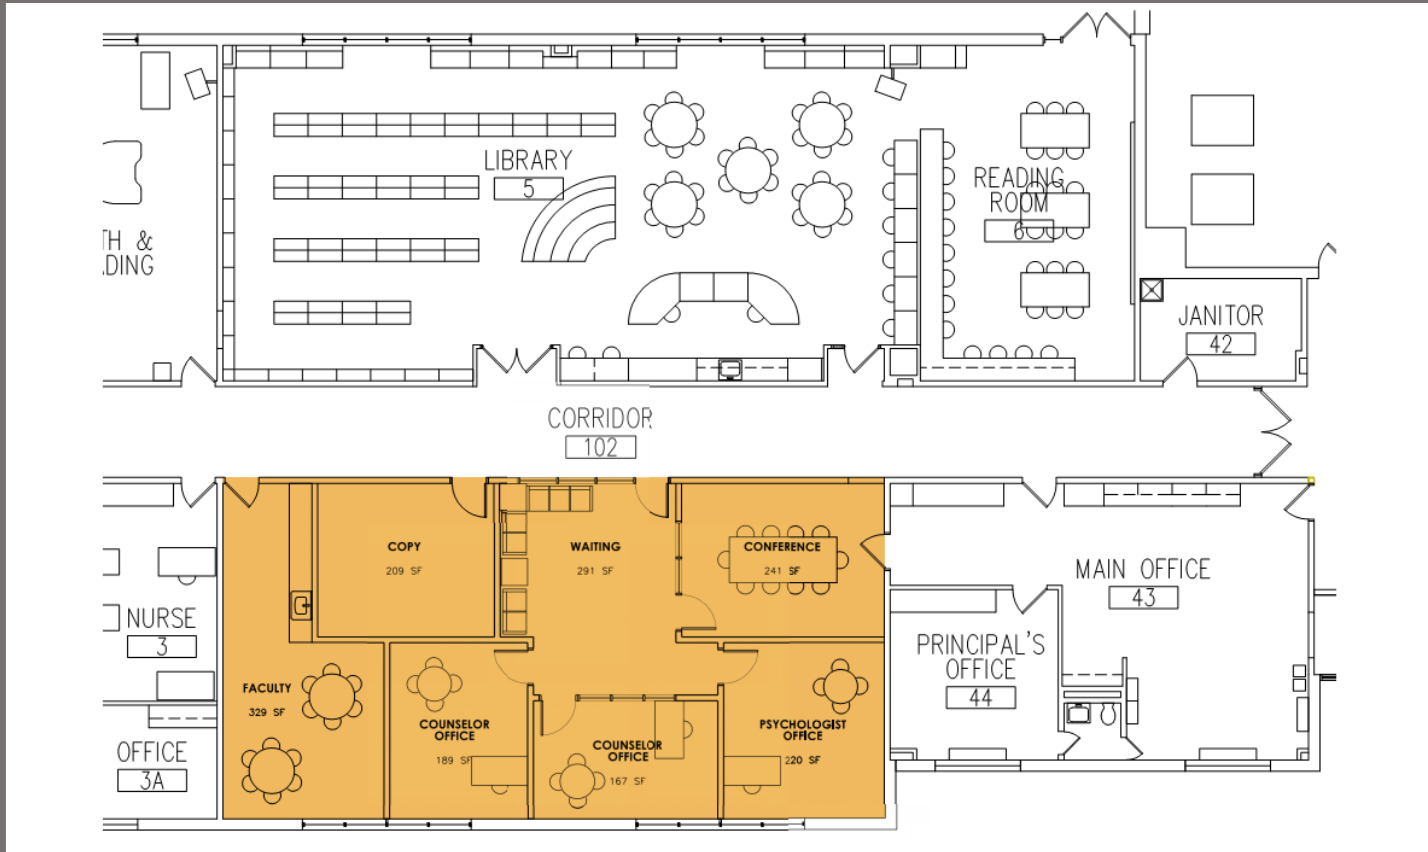 LIBRARY
5
READING
ROOM
6
TH &
DING
JANITOR
42
CORRIDOR
102
COPY
209 SF
WAITING
291 SF
CONFERENCE
241 SF
MAIN OFFICE
43
NURSE
3
PRINCIPAL'S
OFFICE
44
FACULTY
329 SF
COUNSELOR
OFFICE
189 SF
COUNSELOR
OFFICE
167 SF
PSYCHOLOGIST
OFFICE
220 SF
OFFICE
3A